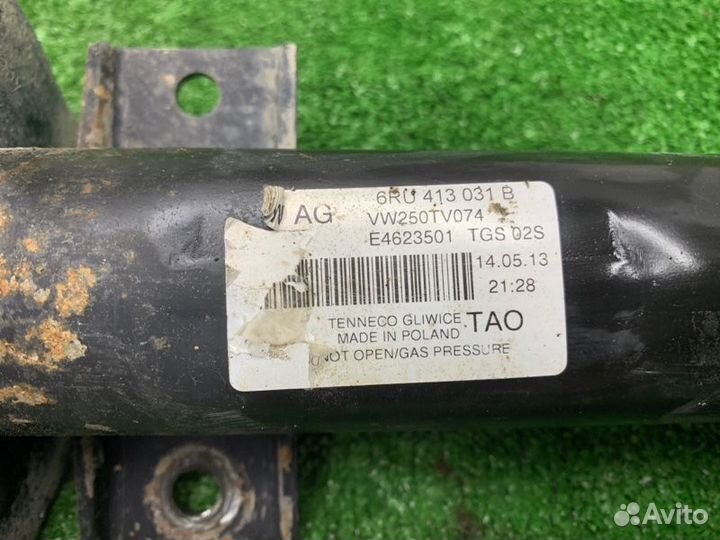 AG 6RU 413 031 B
VW250TV074
E4623501 TGS 02S
14.05.13
21:28
TENNECO GLIWICE TAO
MADE IN POLAND
NOT OPEN/GAS PRESSURE
Avito